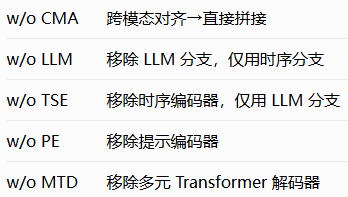 w/o CMA 跨模态对齐→直接拼接
w/o LLM 移除 LLM 分支，仅用时序分支
w/o TSE 移除时序编码器，仅用 LLM 分支
w/o PE 移除提示编码器
w/o MTD 移除多元 Transformer 解码器